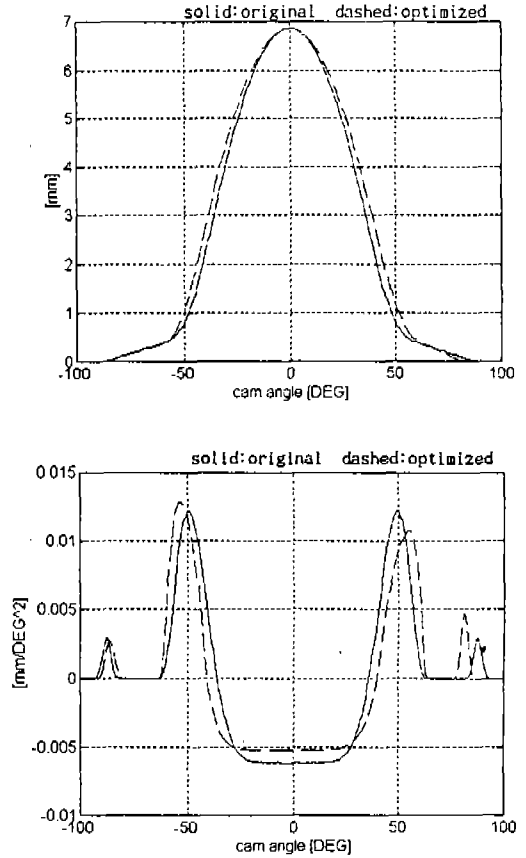 solid:original dashed:optimized
7
6
5
4
[mm]
3
2
1
0
-100 -50 0 50 100
cam angle [DEG]
solid:original dashed:optimized
0.015
0.01
0.005
[mm/DEG^2]
0
-0.005
-0.01
-100 -50 0 50 100
cam angle [DEG]